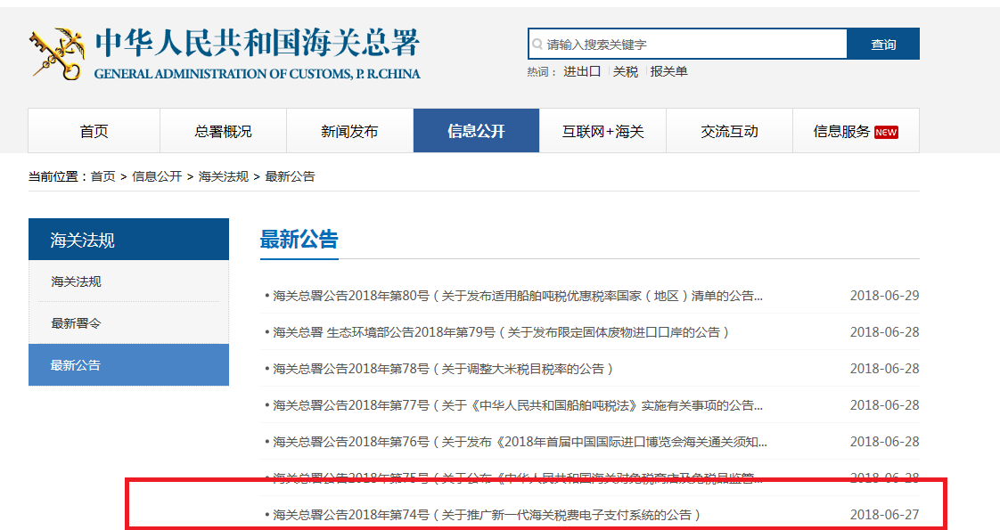 中华人民共和国海关总署
GENERAL ADMINISTRATION OF CUSTOMS, P. R.CHINA
请输入搜索关键字
查询
热词： 进出口 关税 报关单
首页 总署概况 新闻发布 信息公开 互联网+海关 交流互动 信息服务 NEW
当前位置：首页 > 信息公开 > 海关法规 > 最新公告
海关法规
海关法规
最新署令
最新公告
最新公告
• 海关总署公告2018年第80号（关于发布适用船舶吨税优惠税率国家（地区）清单的公告... 2018-06-29
• 海关总署 生态环境部公告2018年第79号（关于发布限定固体废物进口口岸的公告） 2018-06-28
• 海关总署公告2018年第78号（关于调整大米税目税率的公告） 2018-06-28
• 海关总署公告2018年第77号（关于《中华人民共和国船舶吨税法》实施有关事项的公告... 2018-06-28
• 海关总署公告2018年第76号（关于发布《2018年首届中国国际进口博览会海关通关须知... 2018-06-28
• 海关总署公告2018年第75号（关于公布《中华人民共和国海关对免税商店及免税品监管... 2018-06-28
• 海关总署公告2018年第74号（关于推广新一代海关税费电子支付系统的公告） 2018-06-27